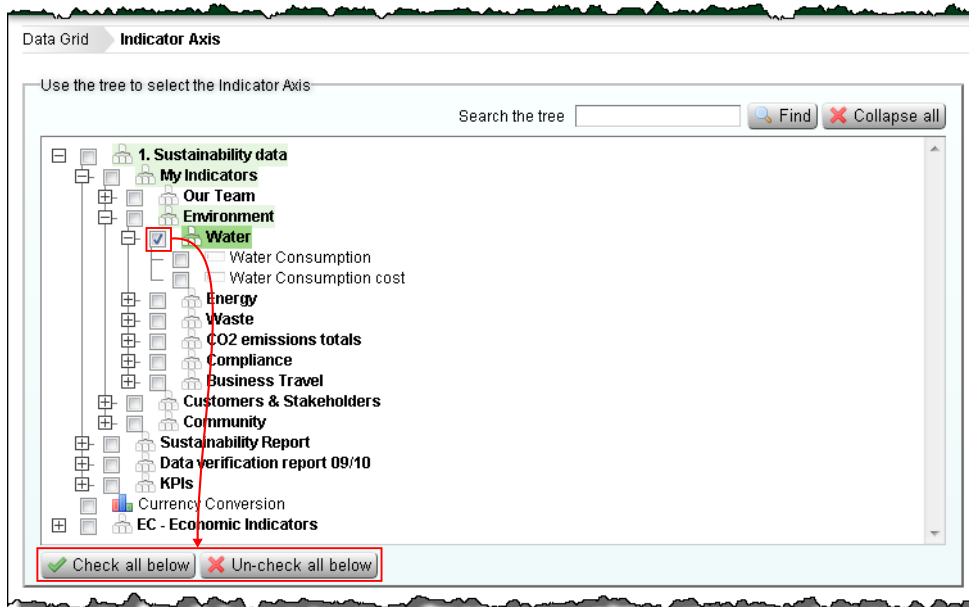 Data Grid Indicator Axis
Use the tree to select the Indicator Axis
Search the tree Find Collapse all
1. Sustainability data
My Indicators
Our Team
Environment
Water
Water Consumption
Water Consumption cost
Energy
Waste
CO2 emissions totals
Compliance
Business Travel
Customers & Stakeholders
Community
Sustainability Report
Data verification report 09/10
KPIs
Currency Conversion
EC - Economic Indicators
Check all below Un-check all below